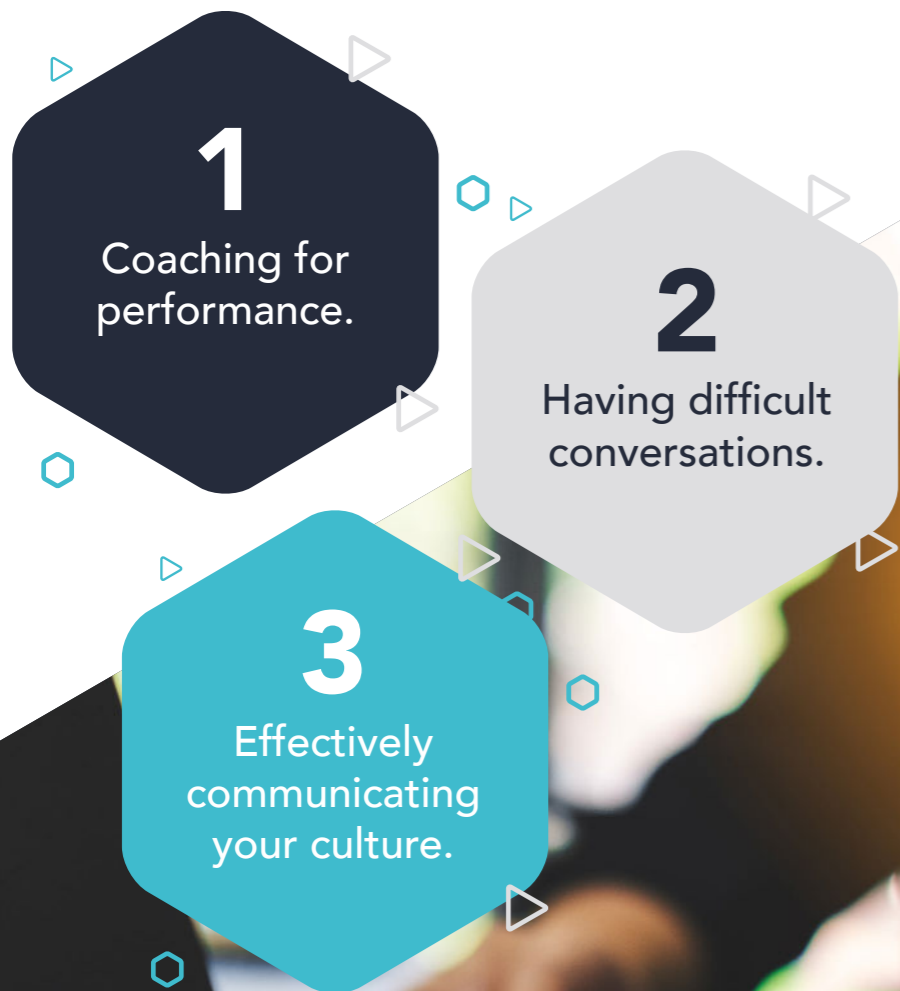 1
Coaching for
performance.
2
Having difficult
conversations.
3
Effectively
communicating
your culture.